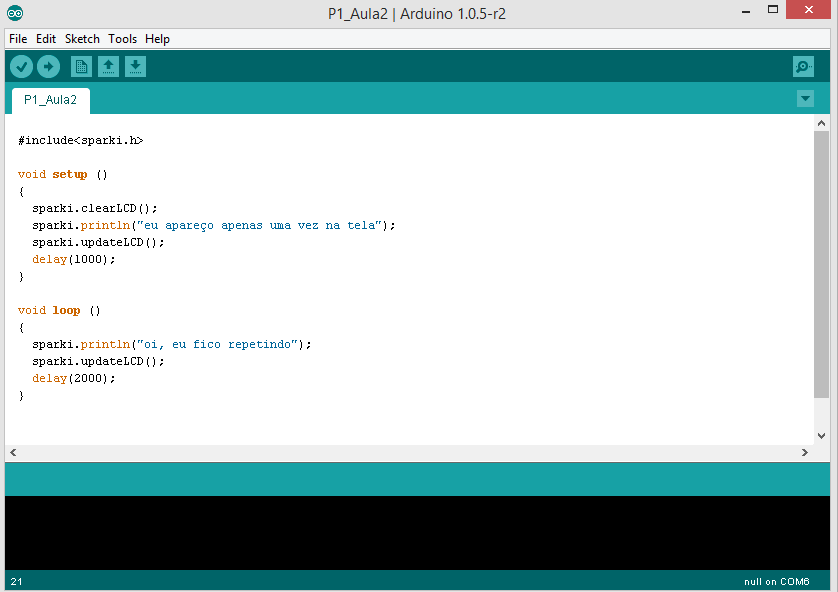 P1_Aula2 | Arduino 1.0.5-r2
File Edit Sketch Tools Help
P1_Aula2
#include<sparki.h>
void setup ()
{
  sparki.clearLCD();
  sparki.println("eu apareço apenas uma vez na tela");
  sparki.updateLCD();
  delay(1000);
}
void loop ()
{
  sparki.println("oi, eu fico repetindo");
  sparki.updateLCD();
  delay(2000);
}
21
null on COM6